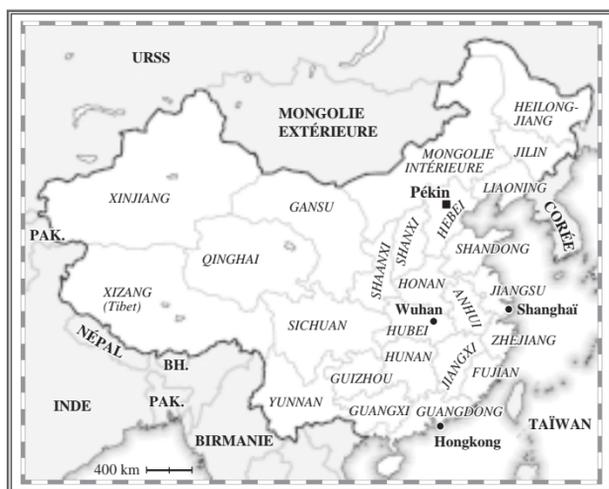 URSS
MONGOLIE
EXTÉRIEURE
HEILONG-
JIANG
MONGOLIE
INTÉRIEURE
JILIN
XINJIANG
GANSU
Pékin
LIAONING
HEBEI
CORÉE
PAK.
SHAANXI
SHANXI
SHANDONG
QINGHAI
HONAN
JIANGSU
XIZANG
(Tibet)
ANHUI
Wuhan
Shanghaï
SICHUAN
HUBEI
ZHEJIANG
NÉPAL
HUNAN
JIANGXI
FUJIAN
BH.
GUIZHOU
INDE
PAK.
YUNNAN
GUANGXI
GUANGDONG
TAÏWAN
BIRMANIE
Hongkong
400 km